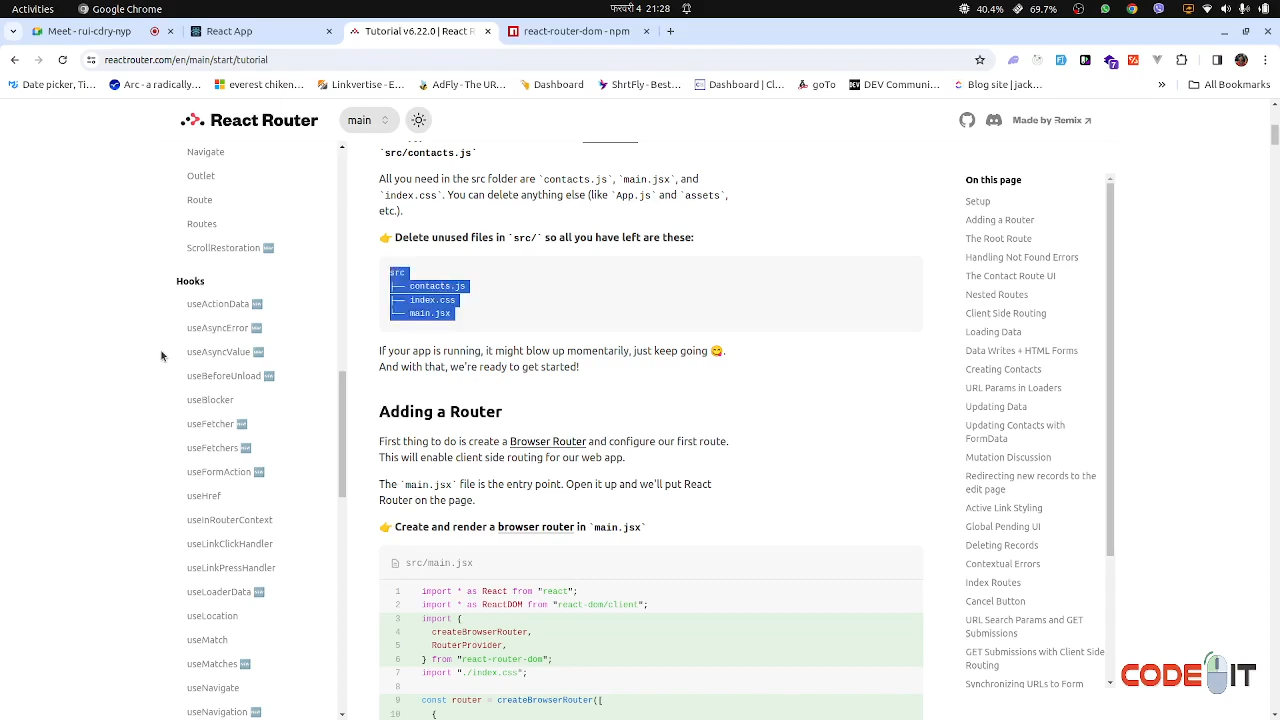 Activities
Google Chrome
फाल्गुन 4 21:28
40.4%
69.7%
Meet - rui-dry-nyp
React App
Tutorial v6.22.0 | React R
react-router-dom - npm
reactrouter.com/en/main/start/tutorial
Date picker, Ti...
Arc - a radically...
everest chicken...
Linkvertise - ...
AdFly - The UR...
Dashboard
ShrtFly - Best...
Dashboard | Cl...
goTo
DEV Communi...
Blog site | jack...
All Bookmarks
React Router
main
Made by Remix ↗
Navigate
Outlet
Route
Routes
ScrollRestoration NEW
Hooks
useActionData NEW
useAsyncError NEW
useAsyncValue NEW
useBeforeUnload NEW
useBlocker
useFetcher NEW
useFetchers NEW
useFormAction NEW
useHref
useInRouterContext
useLinkClickHandler
useLinkPressHandler
useLoaderData NEW
useLocation
useMatch
useMatches NEW
useNavigate
useNavigation NEW
`src/contacts.js`
All you need in the src folder are `contacts.js`, `main.jsx`, and
`index.css`. You can delete anything else (like `App.js` and `assets`,
etc.).
👉 Delete unused files in `src/` so all you have left are these:
src
├── contacts.js
├── index.css
└── main.jsx
If your app is running, it might blow up momentarily, just keep going 😋.
And with that, we're ready to get started!
Adding a Router
First thing to do is create a Browser Router and configure our first route.
This will enable client side routing for our web app.
The `main.jsx` file is the entry point. Open it up and we'll put React
Router on the page.
👉 Create and render a browser router in `main.jsx`
src/main.jsx
1 import * as React from "react";
2 import * as ReactDOM from "react-dom/client";
3 import {
4 createBrowserRouter,
5 RouterProvider,
6 } from "react-router-dom";
7 import "./index.css";
8
9 const router = createBrowserRouter([
10 {
On this page
Setup
Adding a Router
The Root Route
Handling Not Found Errors
The Contact Route UI
Nested Routes
Client Side Routing
Loading Data
Data Writes + HTML Forms
Creating Contacts
URL Params in Loaders
Updating Data
Updating Contacts with
FormData
Mutation Discussion
Redirecting new records to the
edit page
Active Link Styling
Global Pending UI
Deleting Records
Contextual Errors
Index Routes
Cancel Button
URL Search Params and GET
Submissions
GET Submissions with Client Side
Routing
Synchronizing URLs to Form
CODE IT